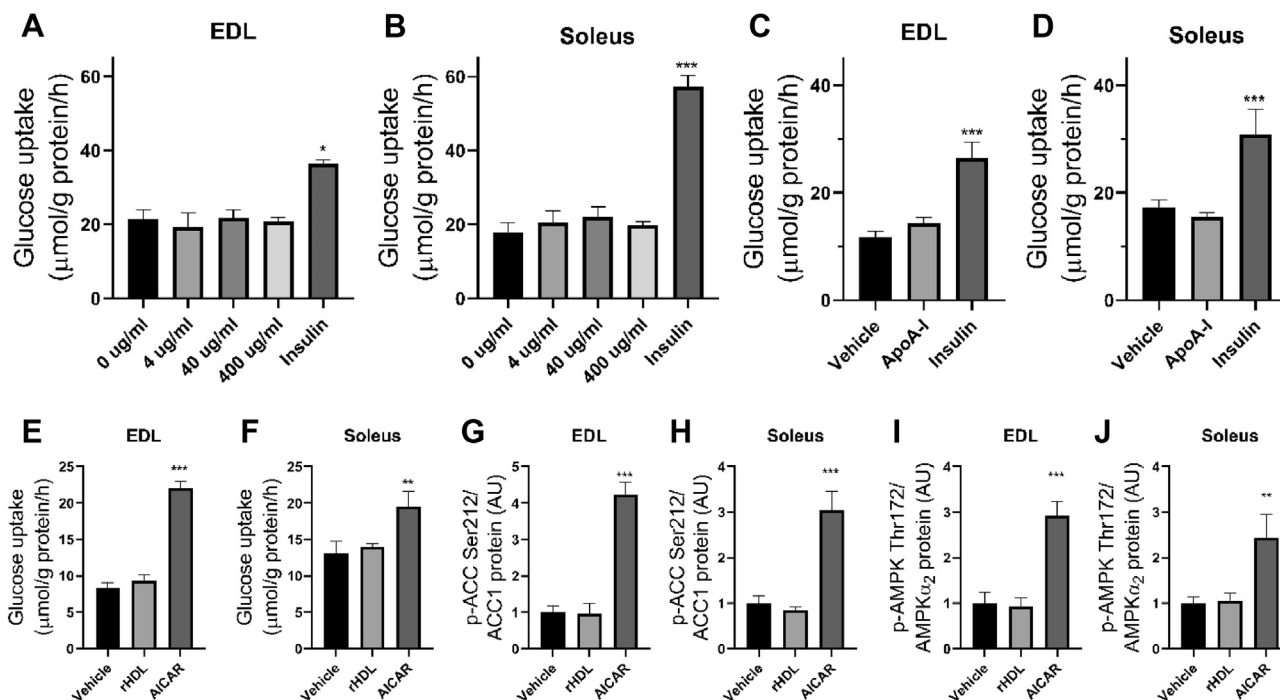 A
EDL
Glucose uptake
(µmol/g protein/h)
60
40
20
0
*
0 ug/ml
4 ug/ml
40 ug/ml
400 ug/ml
Insulin
B
Soleus
Glucose uptake
(µmol/g protein/h)
60
40
20
0
***
0 ug/ml
4 ug/ml
40 ug/ml
400 ug/ml
Insulin
C
EDL
Glucose uptake
(µmol/g protein/h)
40
20
0
***
Vehicle
ApoA-I
Insulin
D
Soleus
Glucose uptake
(µmol/g protein/h)
40
20
0
***
Vehicle
ApoA-I
Insulin
E
EDL
Glucose uptake
(µmol/g protein/h)
25
20
15
10
5
0
***
Vehicle
rHDL
AICAR
F
Soleus
Glucose uptake
(µmol/g protein/h)
25
20
15
10
5
0
**
Vehicle
rHDL
AICAR
G
EDL
p-ACC Ser212/
ACC1 protein (AU)
5
4
3
2
1
0
***
Vehicle
rHDL
AICAR
H
Soleus
p-ACC Ser212/
ACC1 protein (AU)
4
3
2
1
0
***
Vehicle
rHDL
AICAR
I
EDL
p-AMPK Thr172/
AMPKα2 protein (AU)
4
3
2
1
0
***
Vehicle
rHDL
AICAR
J
Soleus
p-AMPK Thr172/
AMPKα2 protein (AU)
4
3
2
1
0
**
Vehicle
rHDL
AICAR